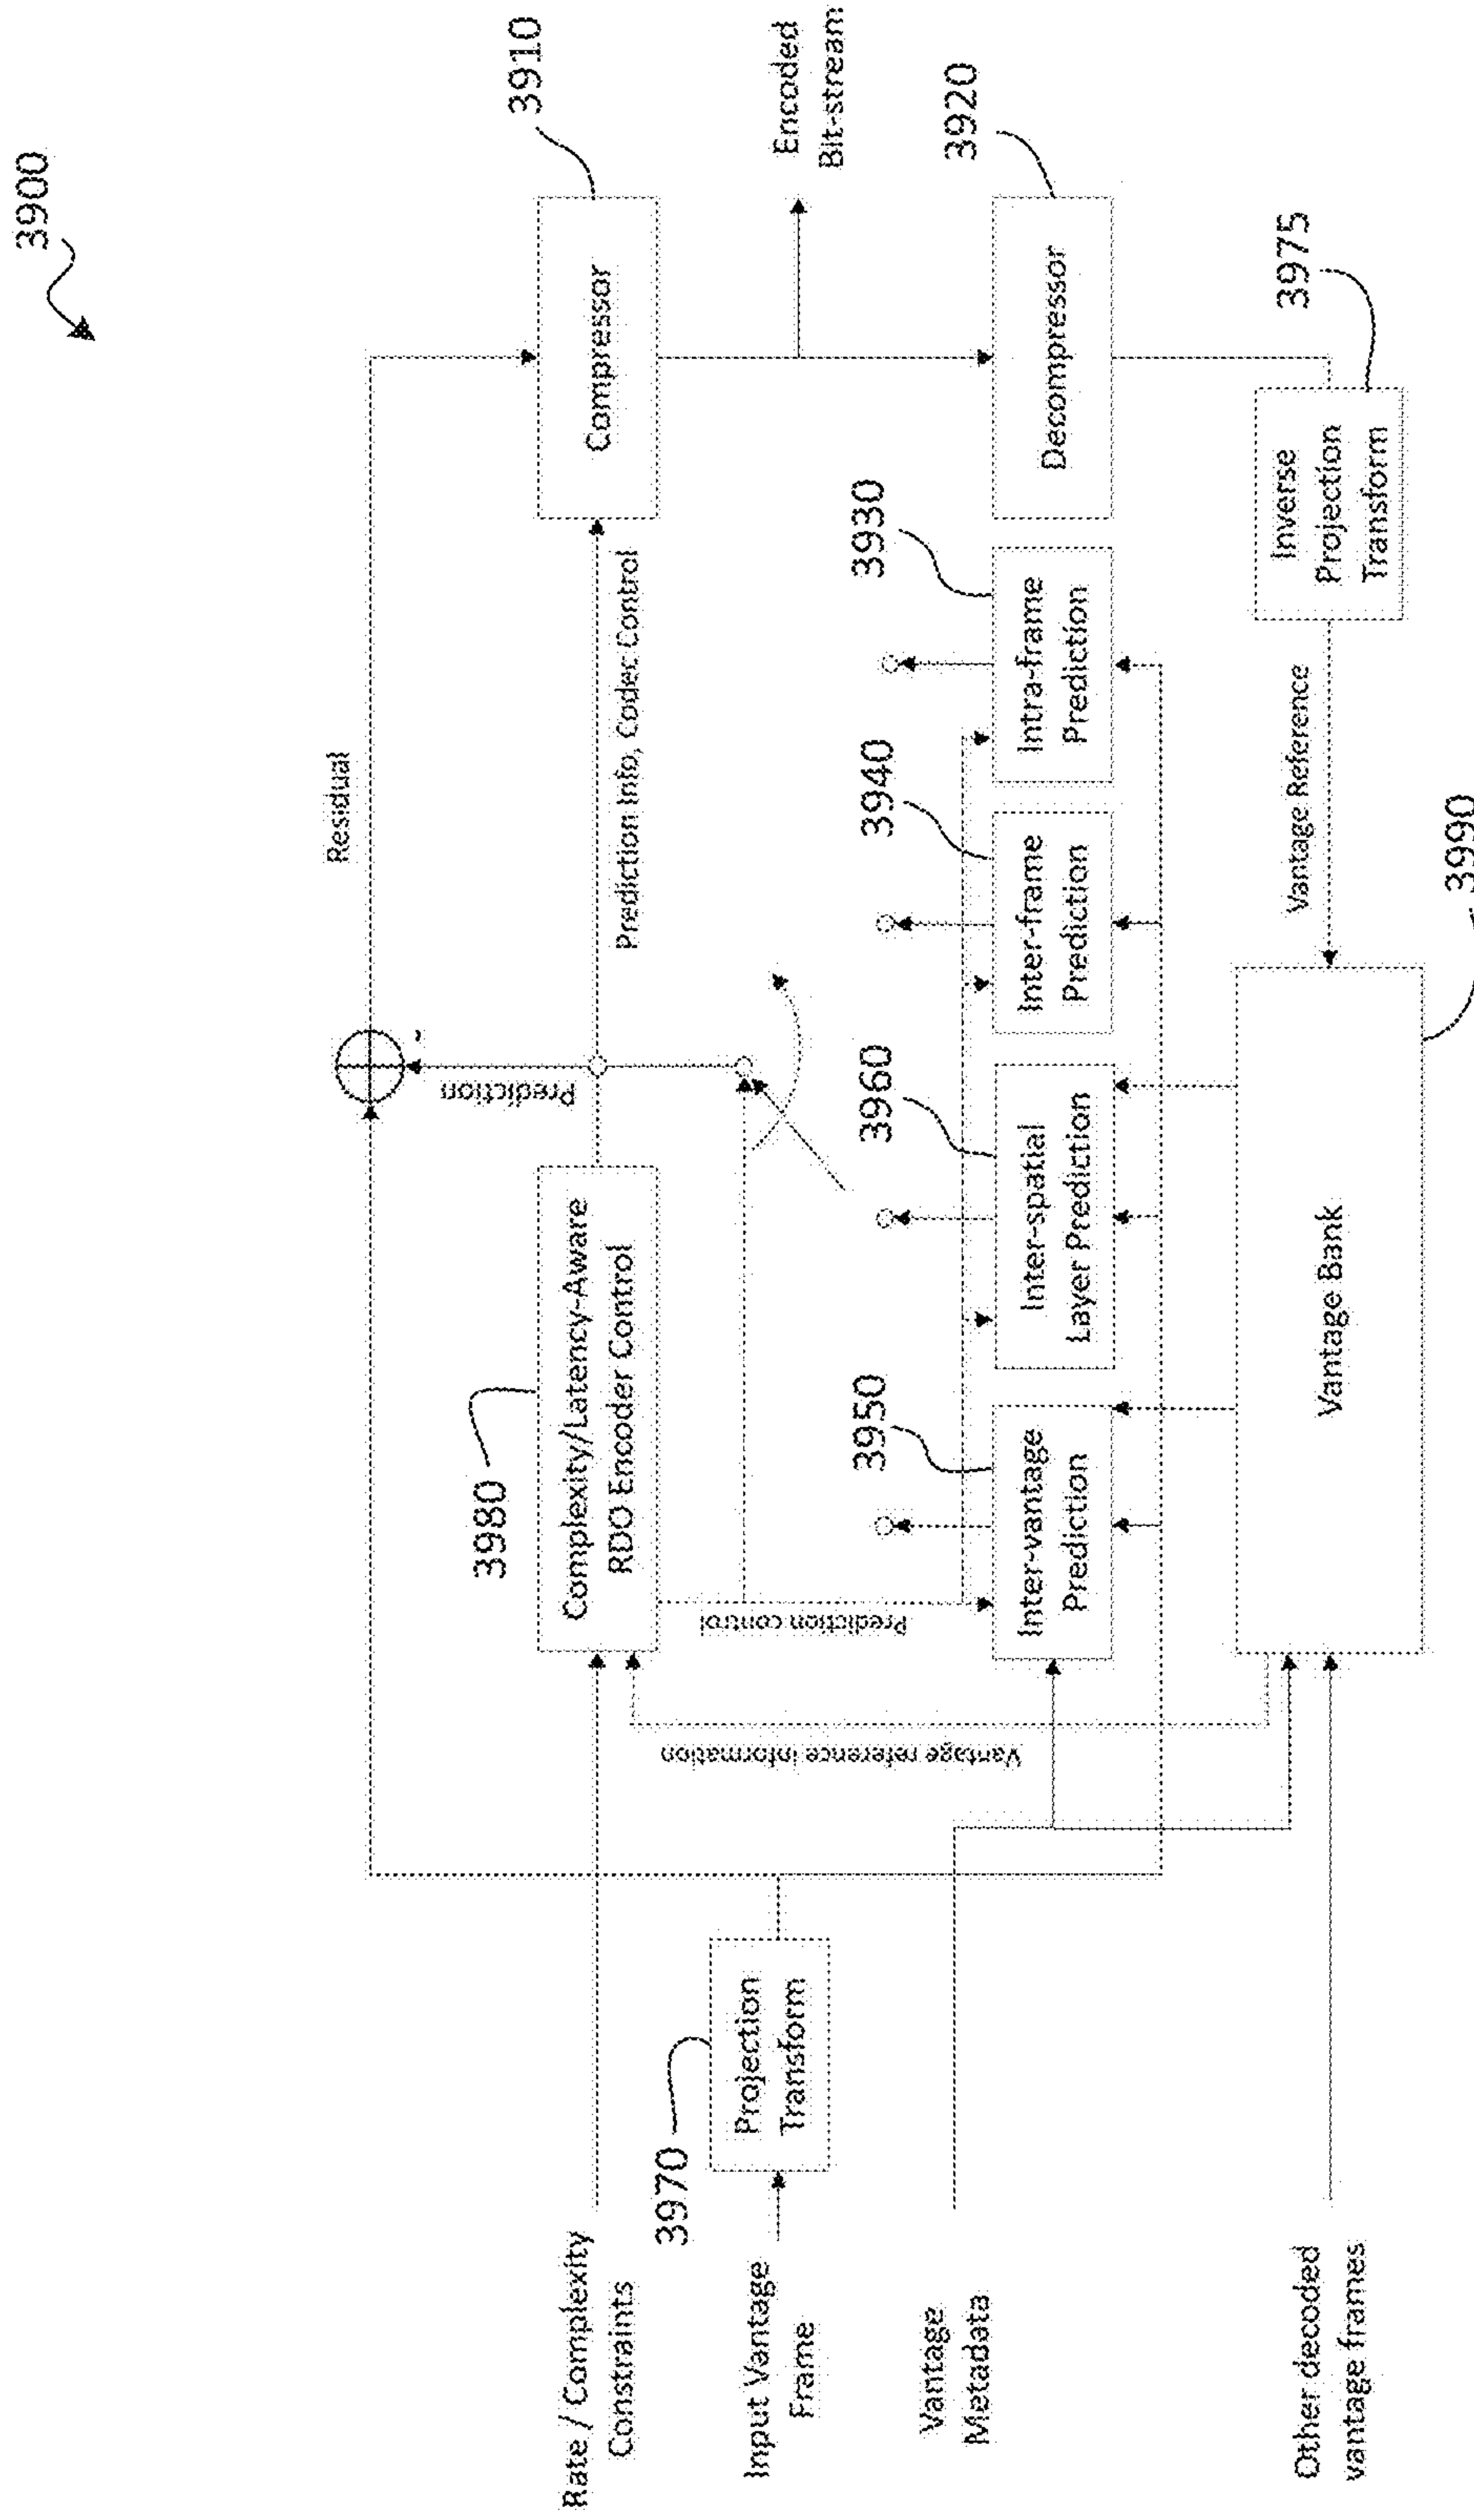 3900
Residual
3910
Compressor
Encoded
Bit-stream
Prediction
Prediction Info, Codec Control
3980
Complexity/Latency-Aware
RDO Encoder Control
Rate / Complexity
Constraints
3970
Projection
Transform
Input Vantage
Frame
Prediction control
Vantage reference information
Vantage
Metadata
3950
Inter-vantage
Prediction
3960
Inter-spatial
Layer Prediction
3940
Inter-frame
Prediction
3930
Intra-frame
Prediction
3920
Decompressor
3975
Inverse
Projection
Transform
Vantage Reference
3990
Vantage Bank
Other decoded
vantage frames